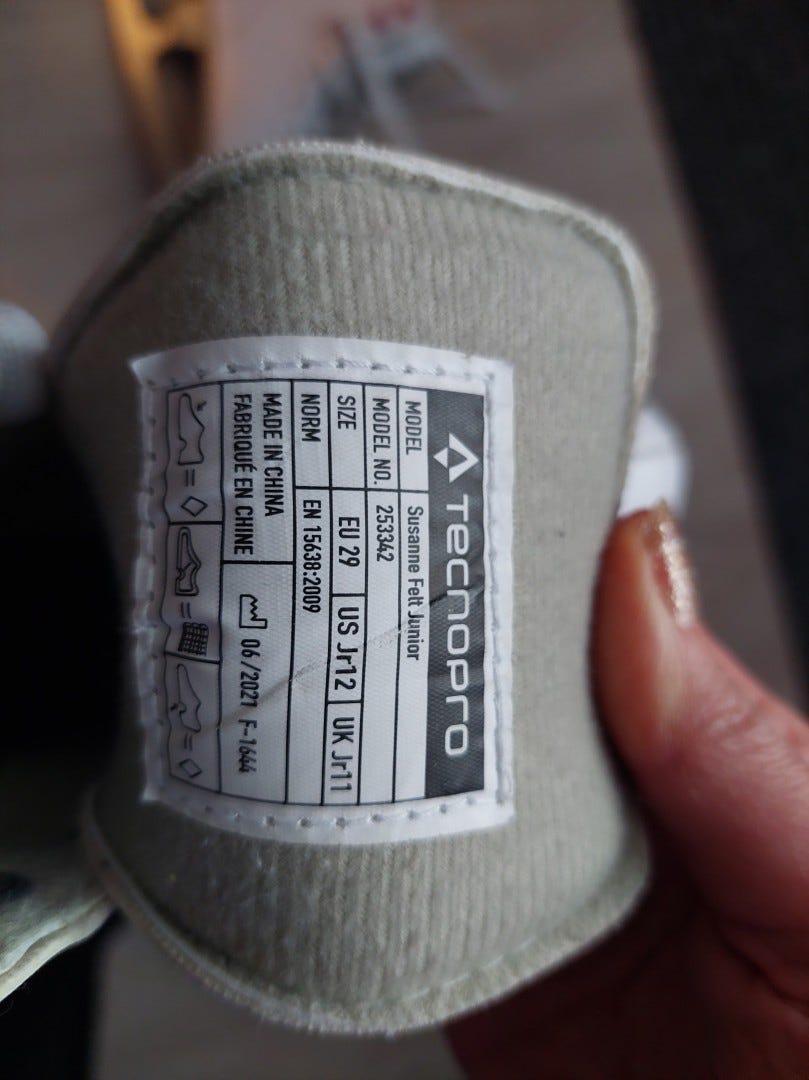 Tecnopro
MODEL Susanne Felt Junior
MODEL NO. 253342
SIZE EU 29 US Jr12 UK Jr11
NORM EN 15638:2009
MADE IN CHINA
FABRIQUÉ EN CHINE
06/2021 F-1644